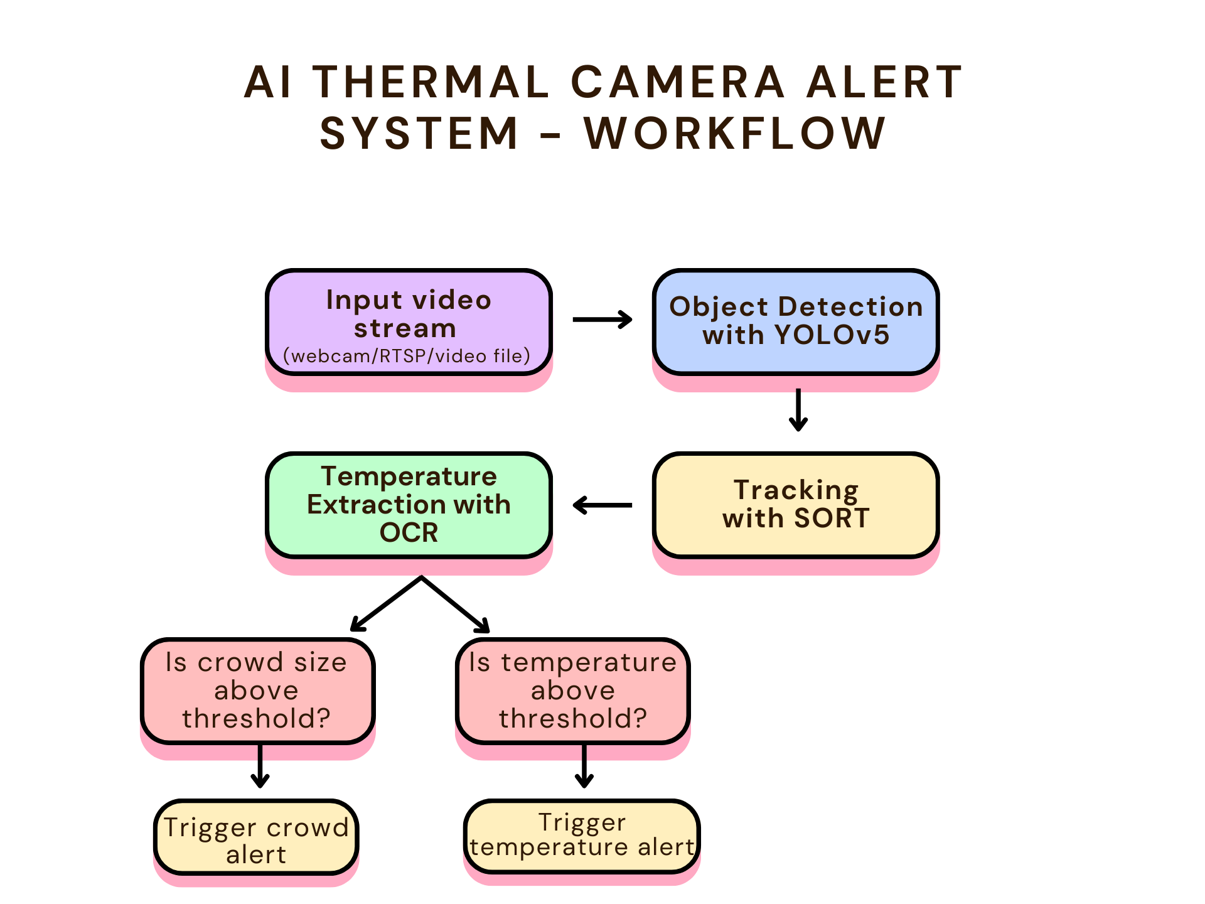 AI THERMAL CAMERA ALERT
SYSTEM – WORKFLOW
Input video
stream
(webcam/RTSP/video file)
Object Detection
with YOLOv5
Temperature
Extraction with
OCR
Tracking
with SORT
Is crowd size
above
threshold?
Is temperature
above
threshold?
Trigger crowd
alert
Trigger
temperature alert